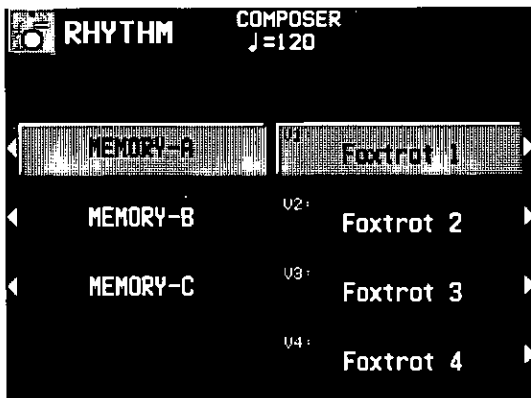 RHYTHM
COMPOSER
♩=120
MEMORY-A
V1: Foxtrot 1
MEMORY-B
V2: Foxtrot 2
MEMORY-C
V3: Foxtrot 3
V4: Foxtrot 4